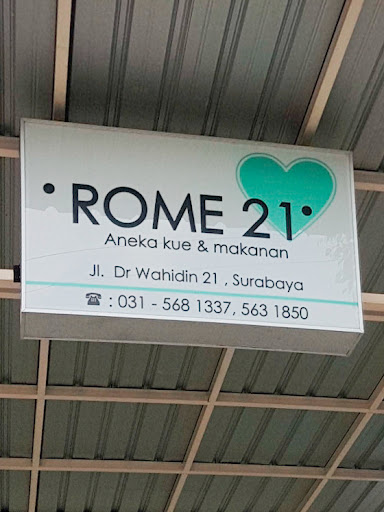 • ROME 21 •
Aneka kue & makanan
Jl. Dr Wahidin 21 , Surabaya
☎ : 031 - 568 1337, 563 1850